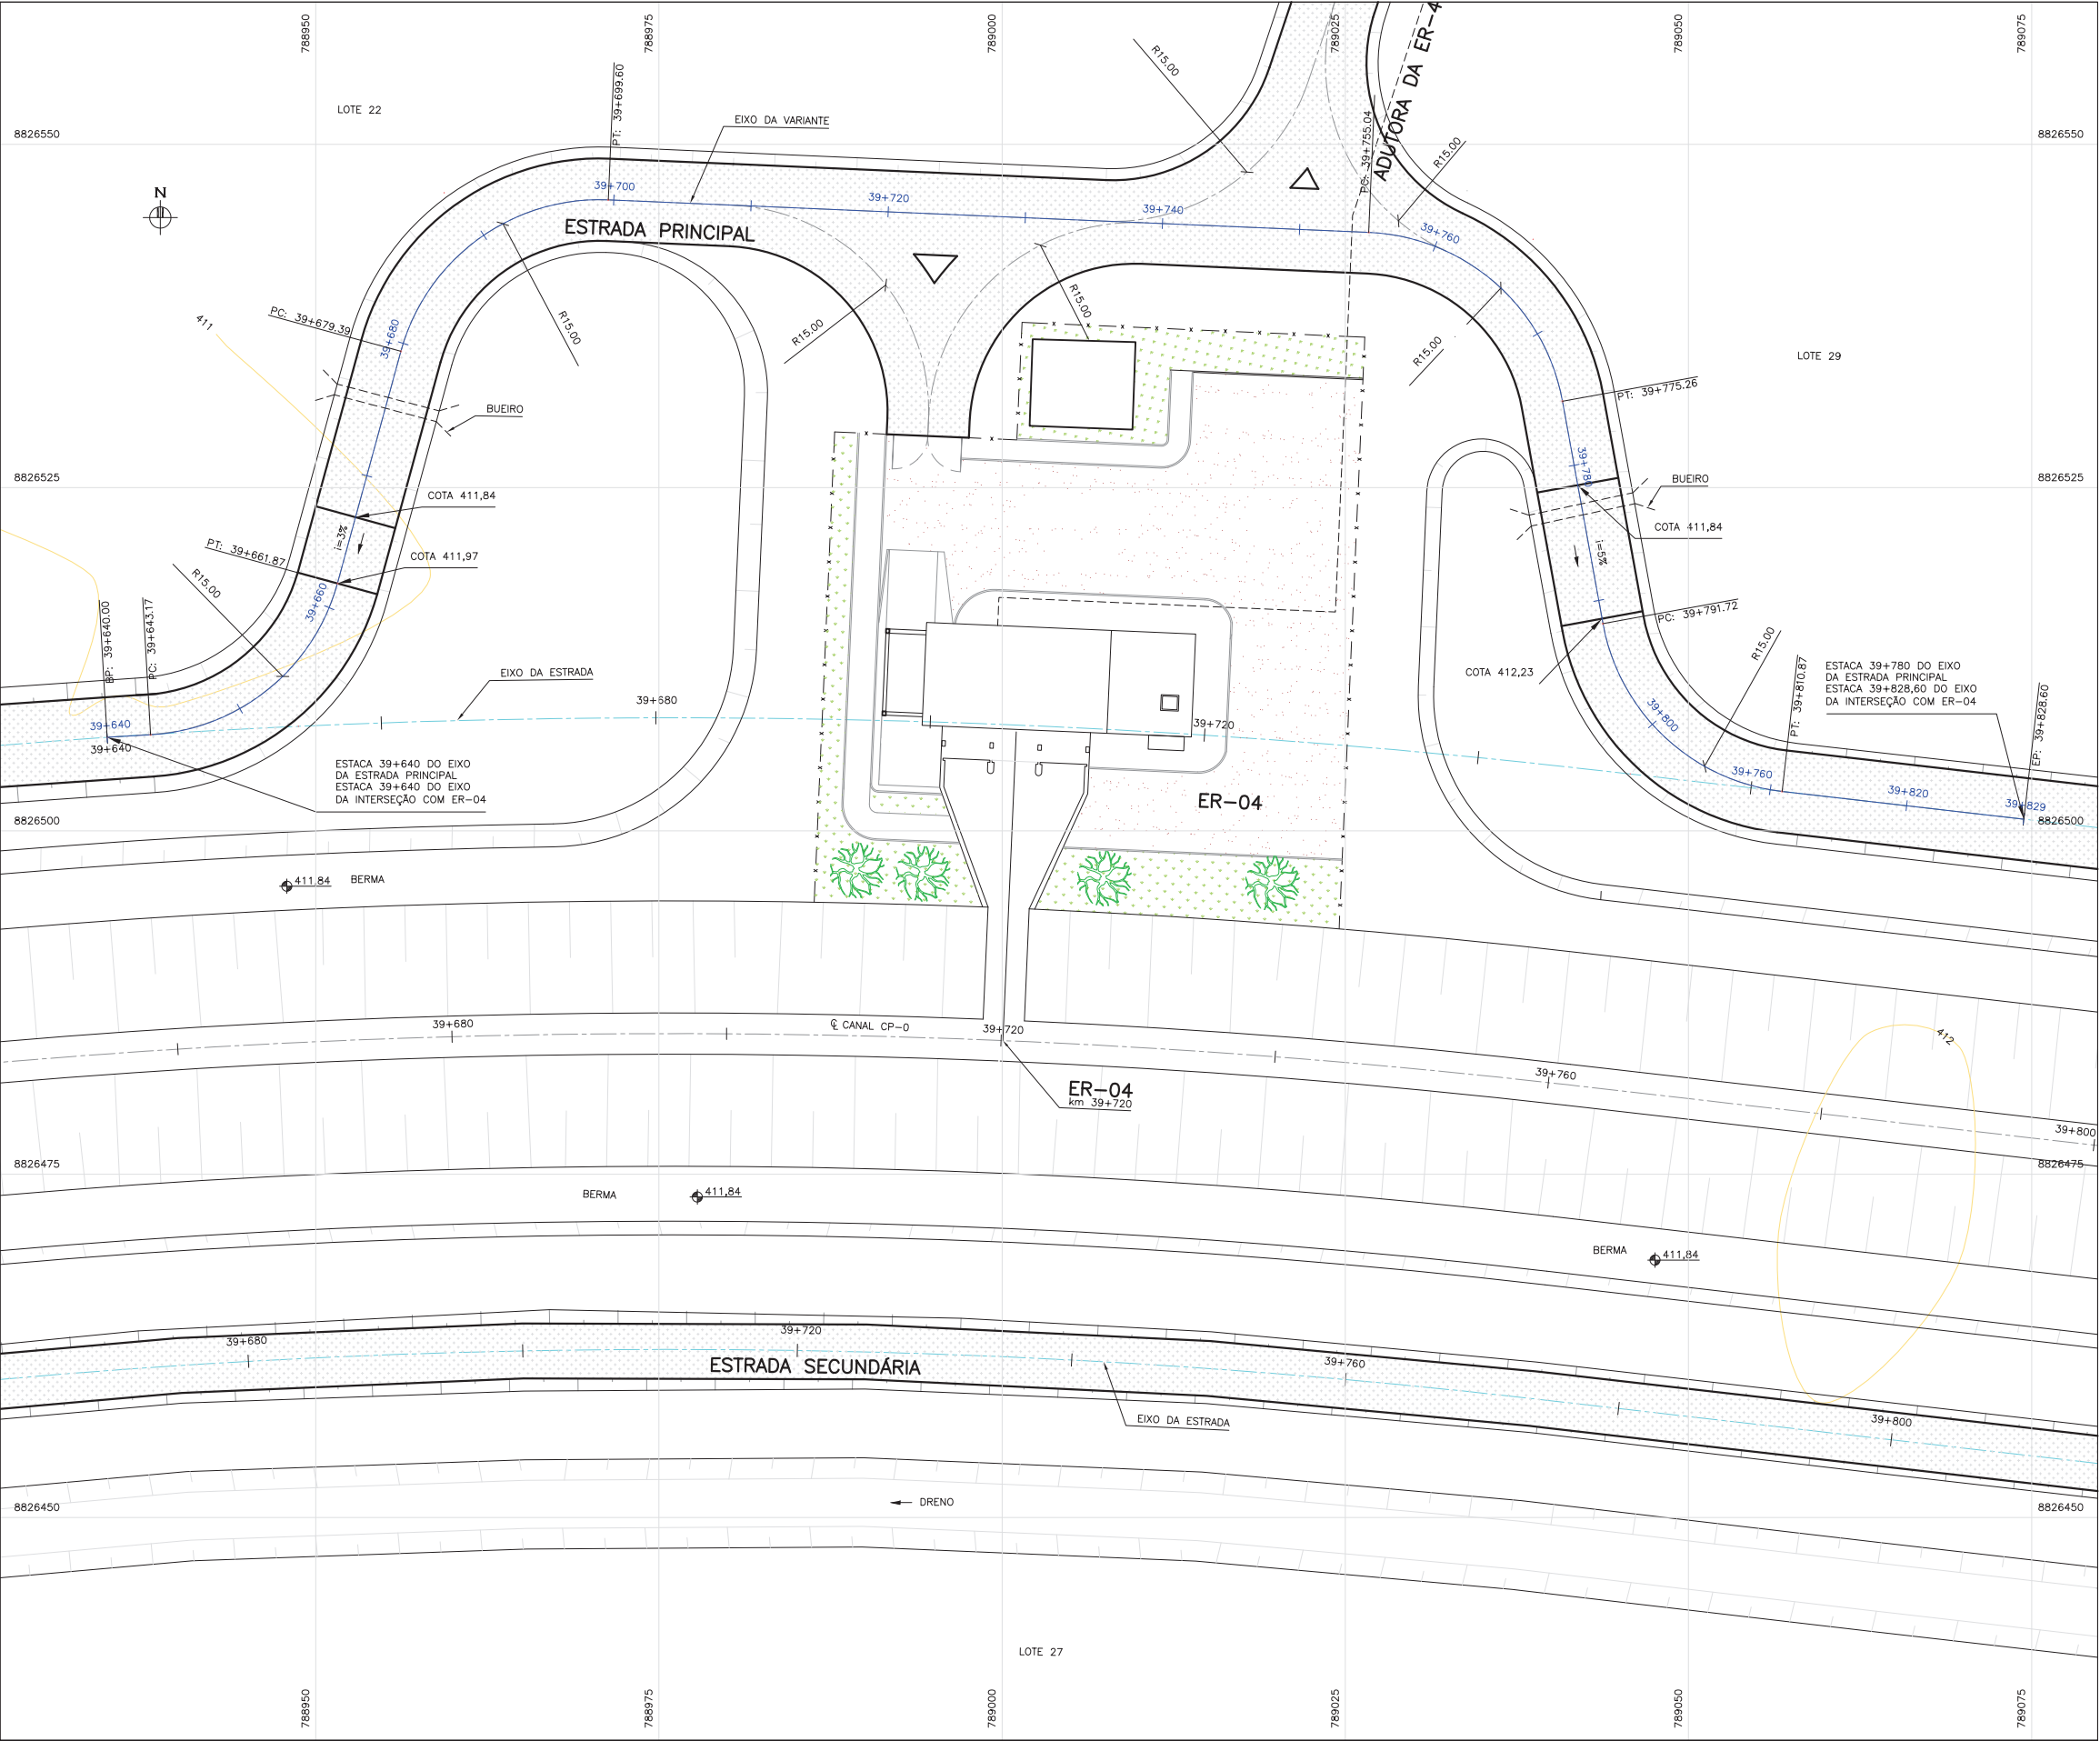 788950
788975
789000
789025
789050
789075
ADUTORA DA ER-4
R15.00
PT: 39+699.60
LOTE 22
EIXO DA VARIANTE
8826550
8826550
PC: 39+755.04
R15.00
N
39+700
39+720
39+740
39+760
ESTRADA PRINCIPAL
PC: 39+679.39
411
39+680
R15.00
R15.00
R15.00
R15.00
LOTE 29
PT: 39+775.26
BUEIRO
39+780
8826525
8826525
BUEIRO
COTA 411,84
COTA 411,84
i=3%
i=5%
PT: 39+661.87
COTA 411,97
R15.00
39+660
PC: 39+791.72
BP: 39+640.00
PC: 39+643.17
EIXO DA ESTRADA
COTA 412,23
R15.00
PT: 39+810.87
ESTACA 39+780 DO EIXO
DA ESTRADA PRINCIPAL
ESTACA 39+828,60 DO EIXO
DA INTERSEÇÃO COM ER-04
EP: 39+828.60
39+680
39+720
39+800
39+640
39+640
ESTACA 39+640 DO EIXO
DA ESTRADA PRINCIPAL
ESTACA 39+640 DO EIXO
DA INTERSEÇÃO COM ER-04
39+760
39+820
39+829
ER-04
8826500
8826500
411.84
BERMA
39+680
CANAL CP-0
39+720
412
39+760
ER-04
km 39+720
39+800
8826475
8826475
BERMA
411,84
BERMA
411,84
39+680
39+720
39+760
ESTRADA SECUNDÁRIA
EIXO DA ESTRADA
39+800
8826450
8826450
DRENO
LOTE 27
788950
788975
789000
789025
789050
789075